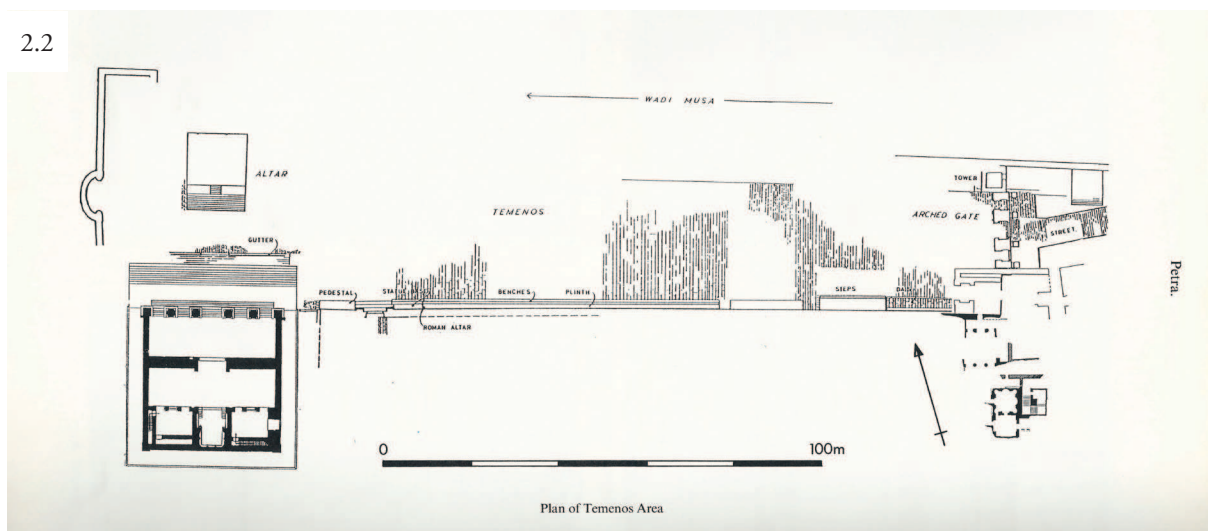 2.2
WADI MUSA
ALTAR
TEMENOS
TOWER
ARCHED GATE
STREET.
GUTTER
PEDESTAL
BENCHES
PLINTH
STEPS
ROMAN ALTAR
Petra.
0
100m
Plan of Temenos Area